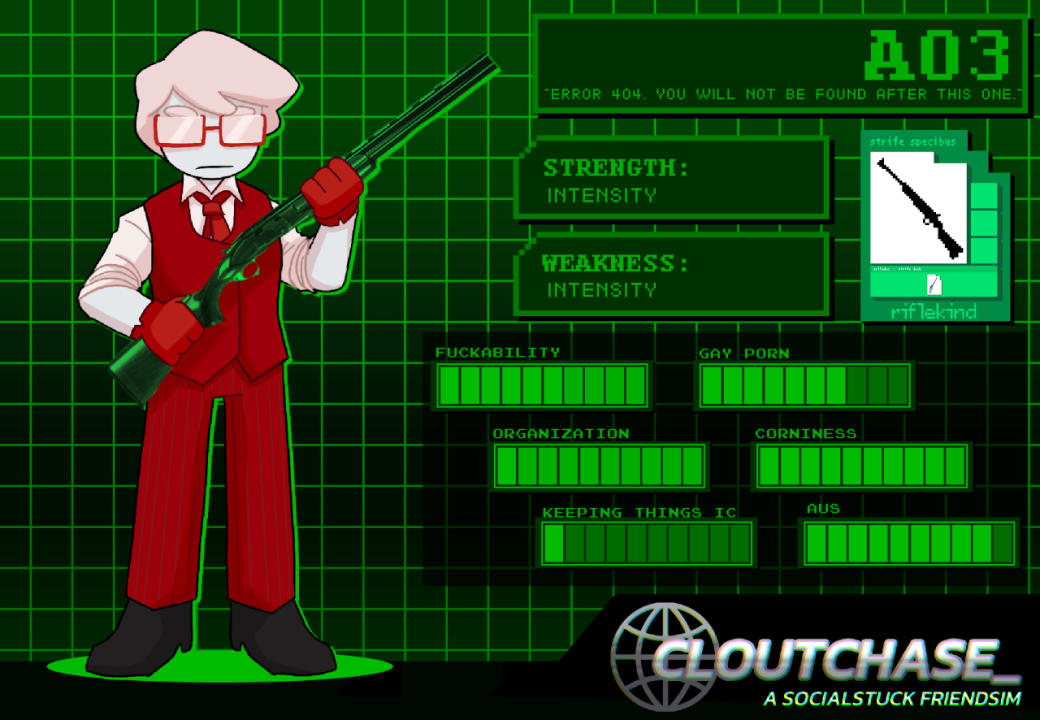 A03
"ERROR 404. YOU WILL NOT BE FOUND AFTER THIS ONE."
STRENGTH:
INTENSITY
WEAKNESS:
INTENSITY
strife specibus
riflekind
FUCKABILITY
GAY PORN
ORGANIZATION
CORNINESS
KEEPING THINGS IC
AUS
CLOUTCHASE_
A SOCIALSTUCK FRIENDSIM